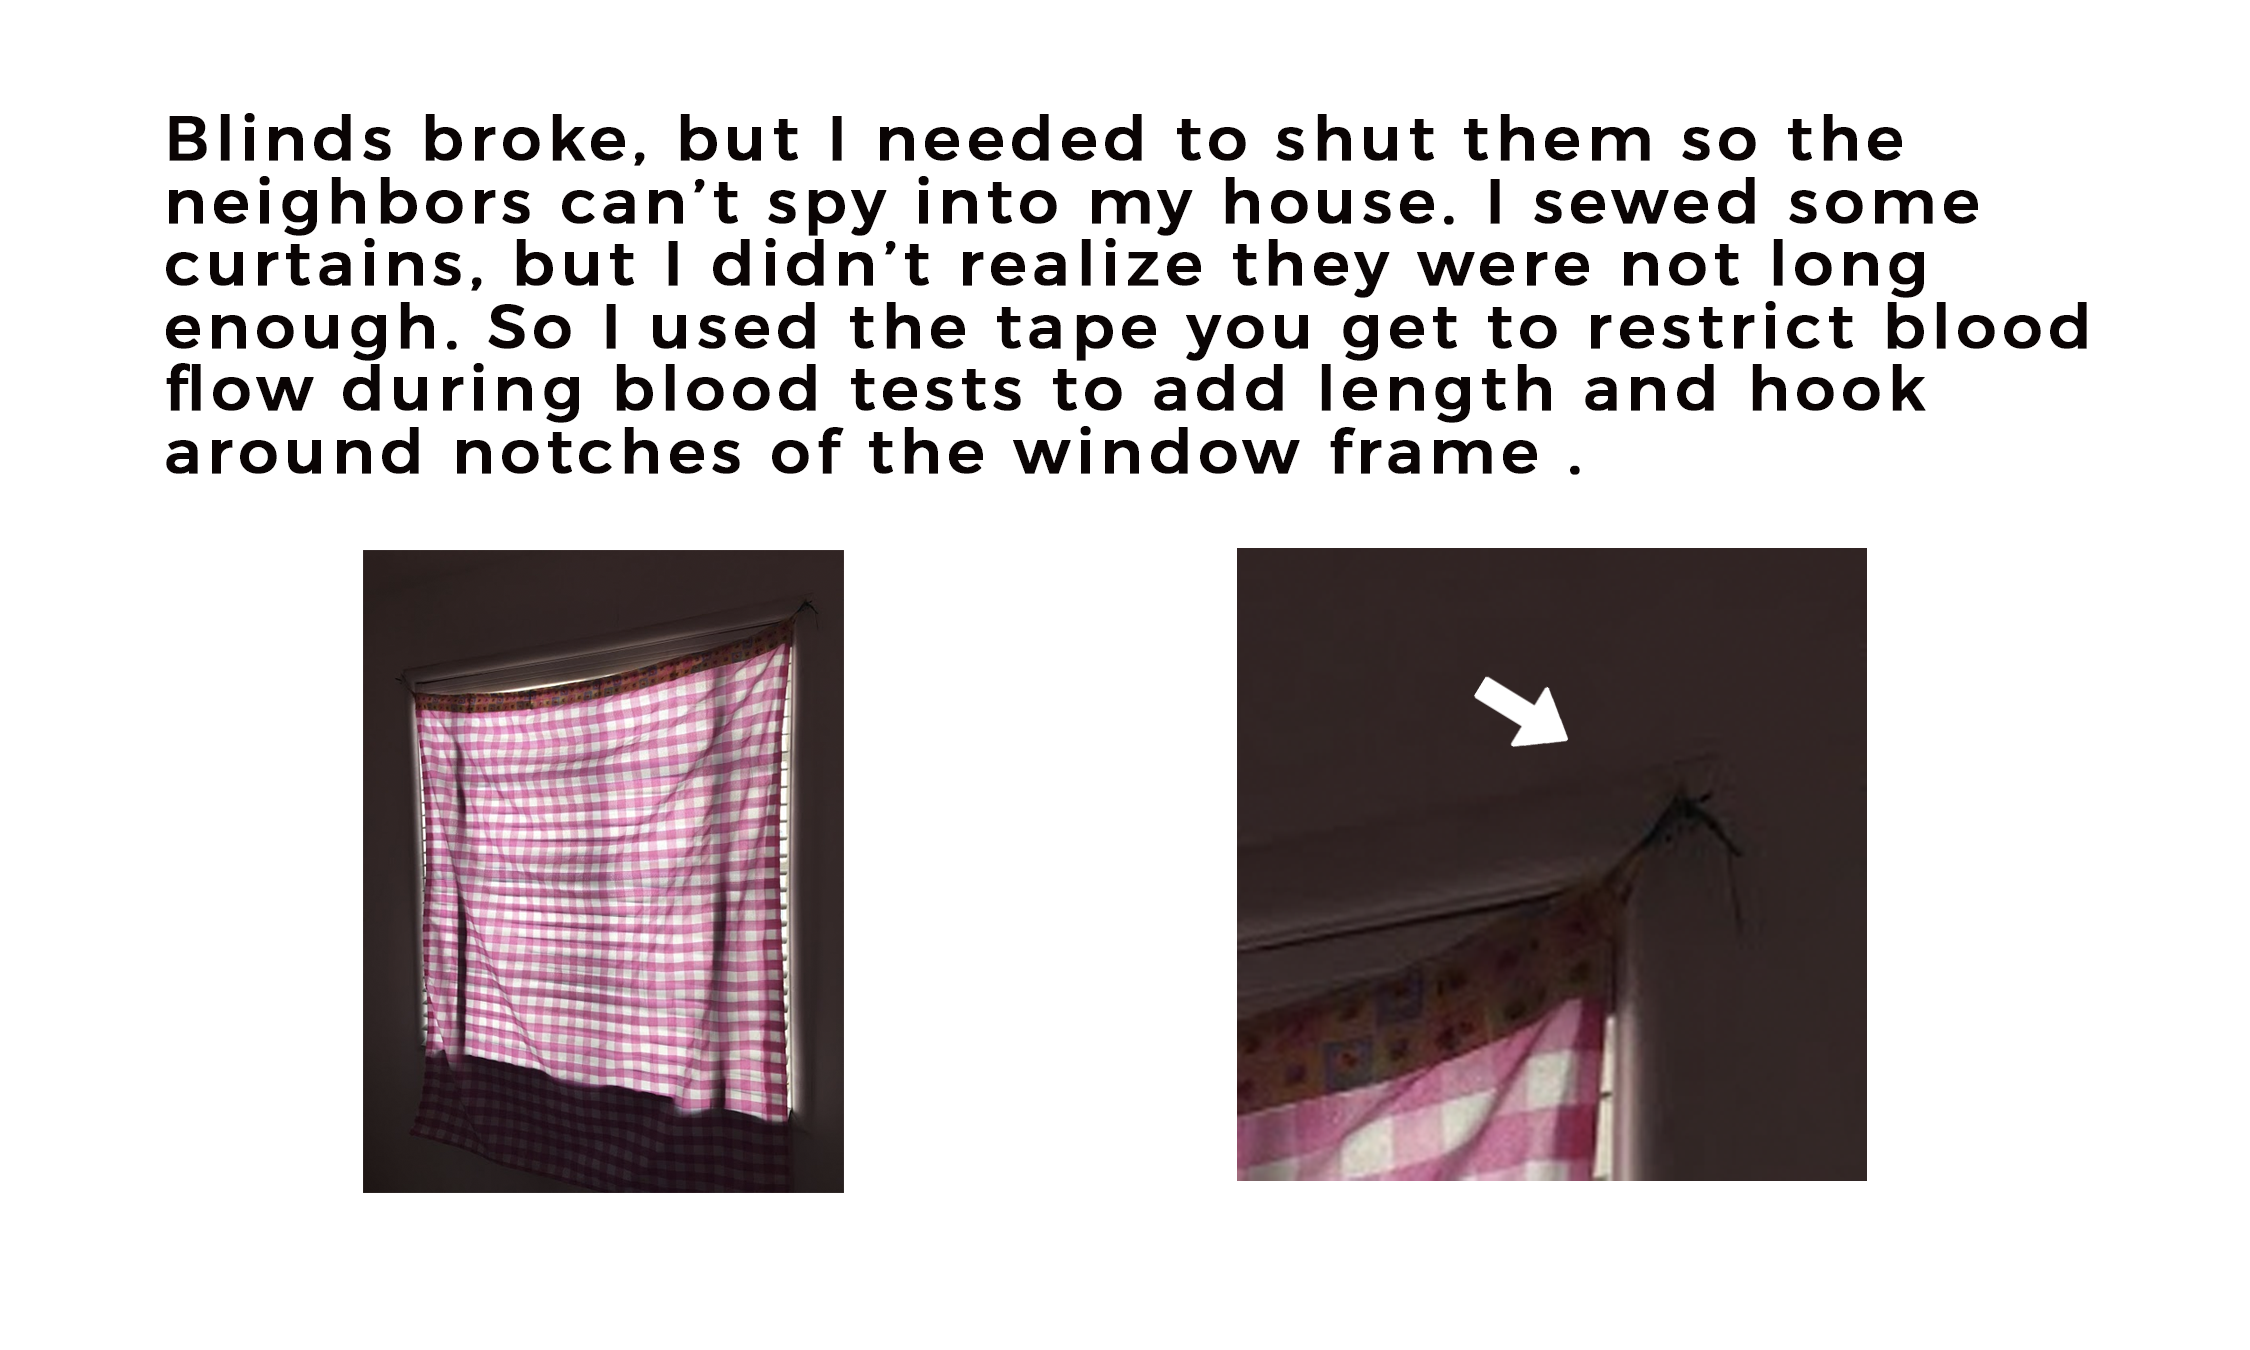 Blinds broke, but I needed to shut them so the
neighbors can’t spy into my house. I sewed some
curtains, but I didn’t realize they were not long
enough. So I used the tape you get to restrict blood
flow during blood tests to add length and hook
around notches of the window frame .